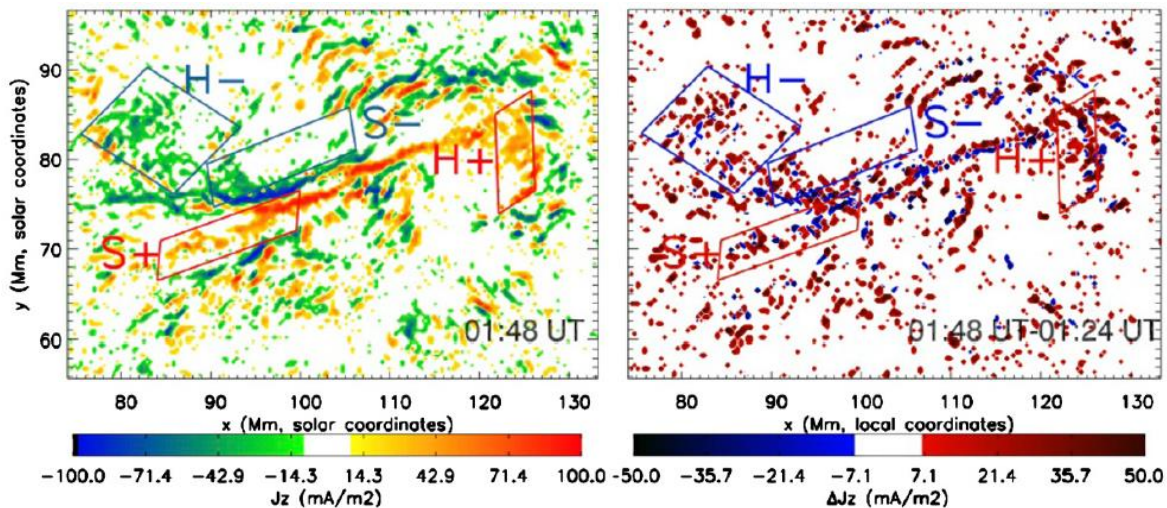 90
80
70
60
y (Mm, solar coordinates)
H−
S−
H+
S+
01:48 UT
80 90 100 110 120 130
x (Mm, solar coordinates)
−100.0 −71.4 −42.9 −14.3 14.3 42.9 71.4 100.0
Jz (mA/m2)
H−
S−
H+
S+
01:48 UT-01:24 UT
80 90 100 110 120 130
x (Mm, local coordinates)
−50.0 −35.7 −21.4 −7.1 7.1 21.4 35.7 50.0
ΔJz (mA/m2)